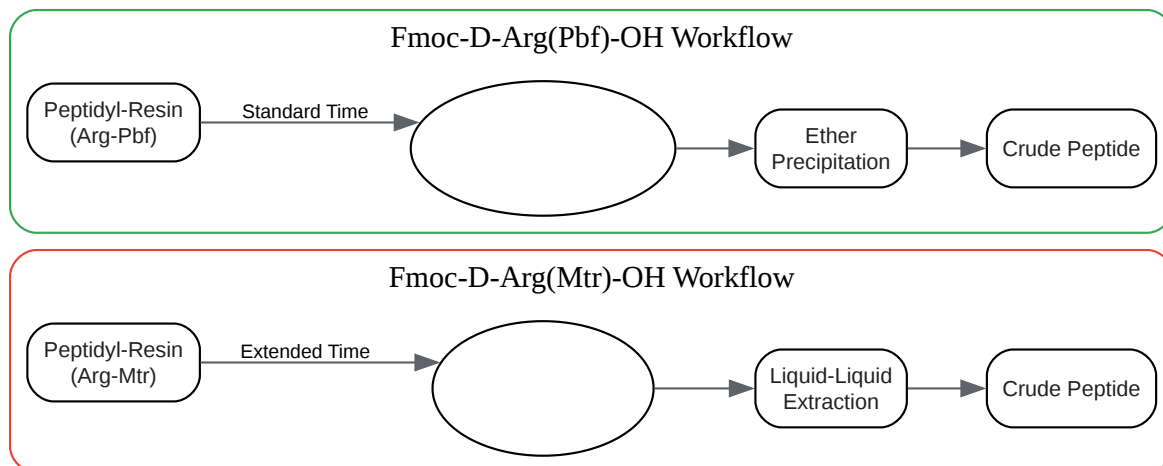 Fmoc-D-Arg(Pbf)-OH Workflow
Peptidyl-Resin
(Arg-Pbf)
Standard Time
Ether
Precipitation
Crude Peptide
Fmoc-D-Arg(Mtr)-OH Workflow
Peptidyl-Resin
(Arg-Mtr)
Extended Time
Liquid-Liquid
Extraction
Crude Peptide